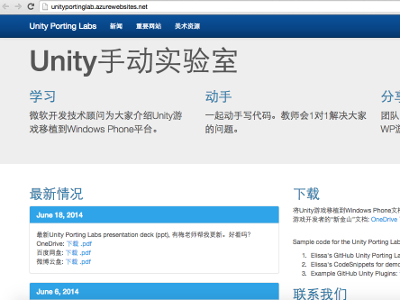 unityportinglab.azurewebsites.net
Unity Porting Labs 新闻 重要网站 美术资源
Unity手动实验室
学习
微软开发技术顾问为大家介绍Unity游
戏移植到Windows Phone平台。
动手
一起动手写代码。教师会1对1解决大家
的问题。
分享
团队
WP游
最新情况
June 18, 2014
最新Unity Porting Labs presentation deck (ppt), 有梅老师帮我更新。好看吗?
OneDrive: 下载 .pdf
百度网盘: 下载 .pdf
微博云盘: 下载 .pdf
June 6, 2014
下载
将Unity游戏移植到Windows Phone文
游戏开发者的"斯金山"文档: OneDrive
Sample code for the Unity Porting Lab
1. Elissa's GitHub Unity Porting La
2. Elissa's CodeSnippets for demo
3. Example GitHub Unity Plugins:
联系我们